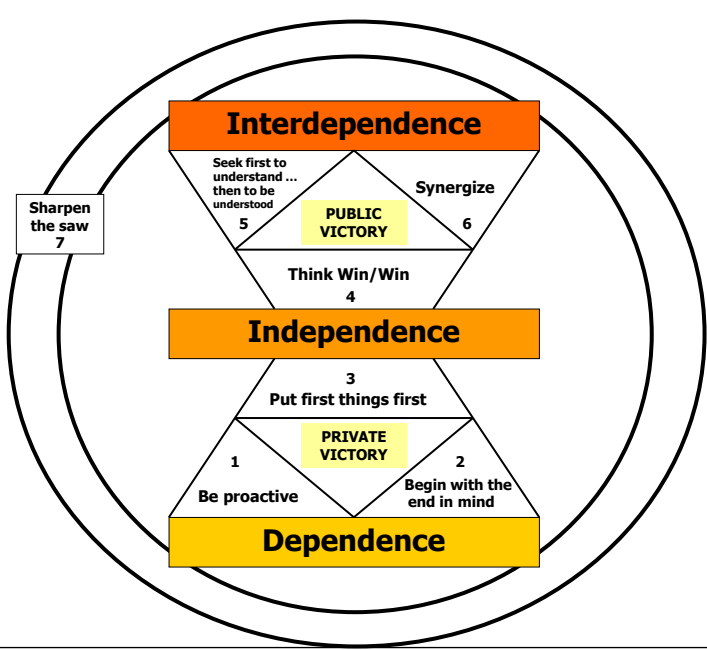 Interdependence
Seek first to
understand ...
then to be
understood
5
PUBLIC
VICTORY
Synergize
6
Sharpen
the saw
7
Think Win/Win
4
Independence
3
Put first things first
PRIVATE
VICTORY
1
Be proactive
2
Begin with the
end in mind
Dependence